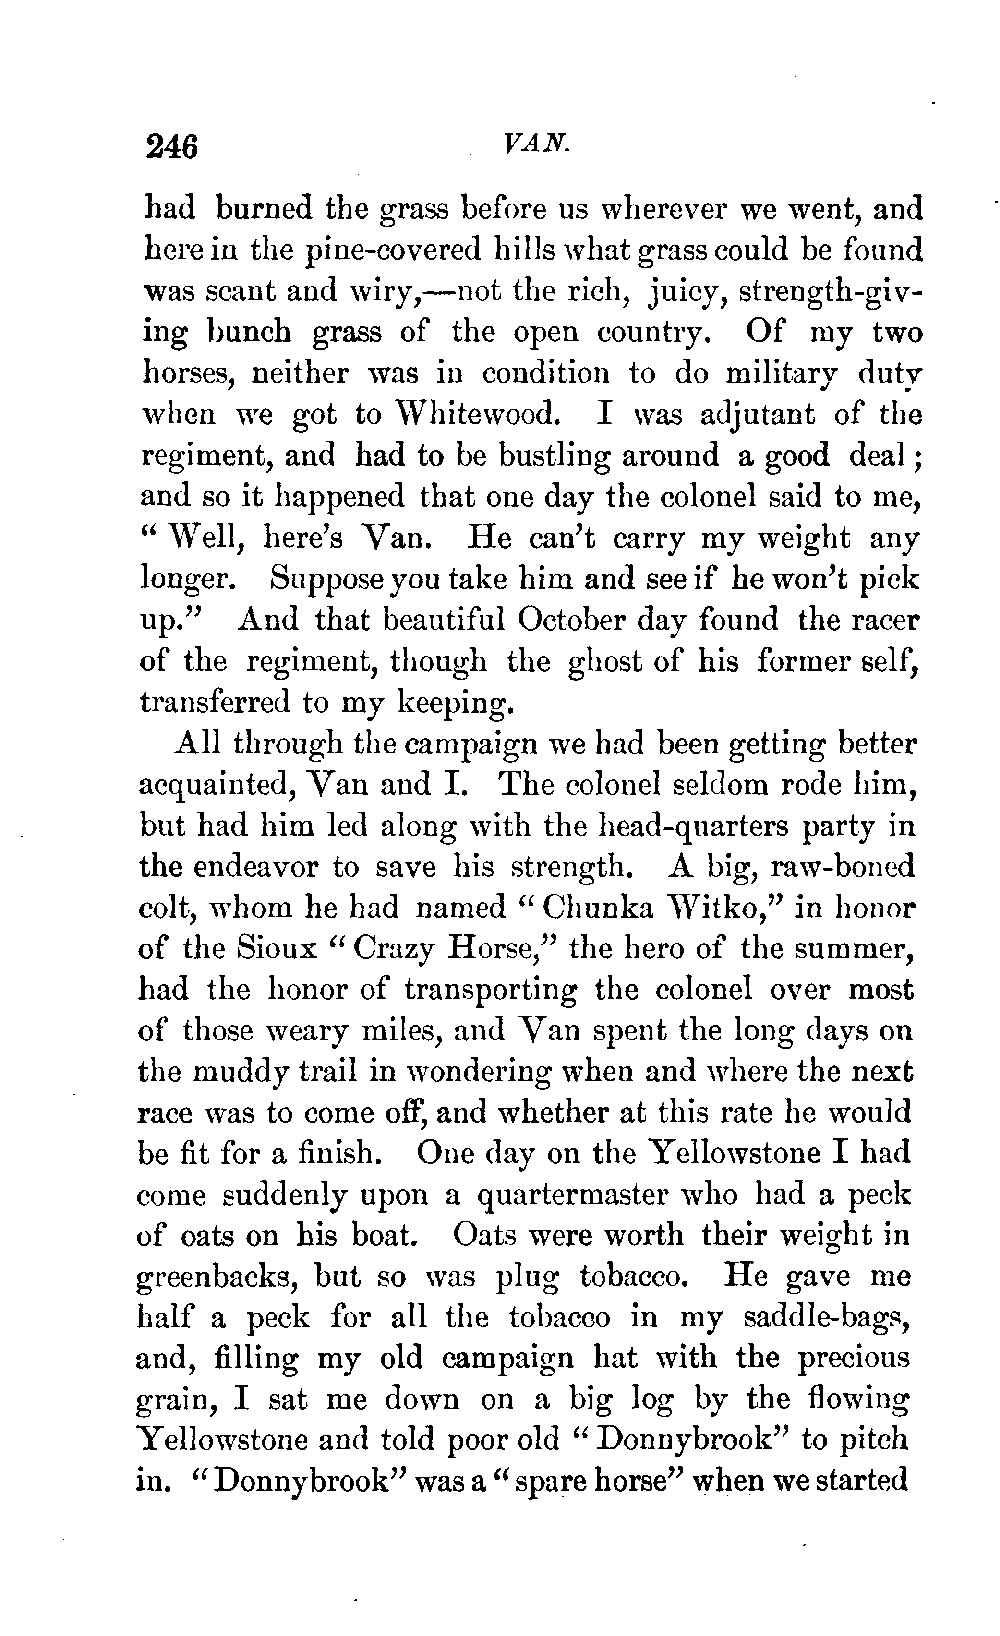 246 VAN.
had burned the grass before us wherever we went, and
here in the pine-covered hills what grass could be found
was scant and wiry,—not the rich, juicy, strength-giv-
ing bunch grass of the open country. Of my two
horses, neither was in condition to do military duty
when we got to Whitewood. I was adjutant of the
regiment, and had to be bustling around a good deal;
and so it happened that one day the colonel said to me,
“Well, here’s Van. He can’t carry my weight any
longer. Suppose you take him and see if he won’t pick
up.” And that beautiful October day found the racer
of the regiment, though the ghost of his former self,
transferred to my keeping.
All through the campaign we had been getting better
acquainted, Van and I. The colonel seldom rode him,
but had him led along with the head-quarters party in
the endeavor to save his strength. A big, raw-boned
colt, whom he had named “Chunka Witko,” in honor
of the Sioux “Crazy Horse,” the hero of the summer,
had the honor of transporting the colonel over most
of those weary miles, and Van spent the long days on
the muddy trail in wondering when and where the next
race was to come off, and whether at this rate he would
be fit for a finish. One day on the Yellowstone I had
come suddenly upon a quartermaster who had a peck
of oats on his boat. Oats were worth their weight in
greenbacks, but so was plug tobacco. He gave me
half a peck for all the tobacco in my saddle-bags,
and, filling my old campaign hat with the precious
grain, I sat me down on a big log by the flowing
Yellowstone and told poor old “Donnybrook” to pitch
in. “Donnybrook” was a “spare horse” when we started